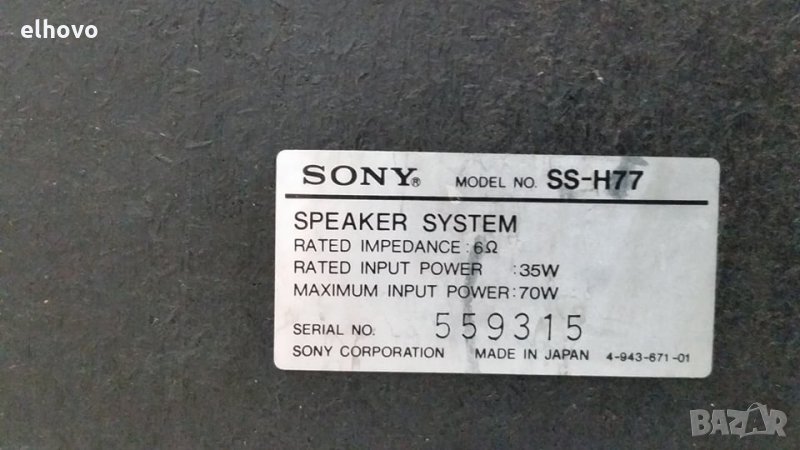 elhovo
SONY® MODEL NO. SS-H77
SPEAKER SYSTEM
RATED IMPEDANCE : 6Ω
RATED INPUT POWER :35W
MAXIMUM INPUT POWER:70W
SERIAL NO. 559315
SONY CORPORATION MADE IN JAPAN 4-943-671-01
BAZAR